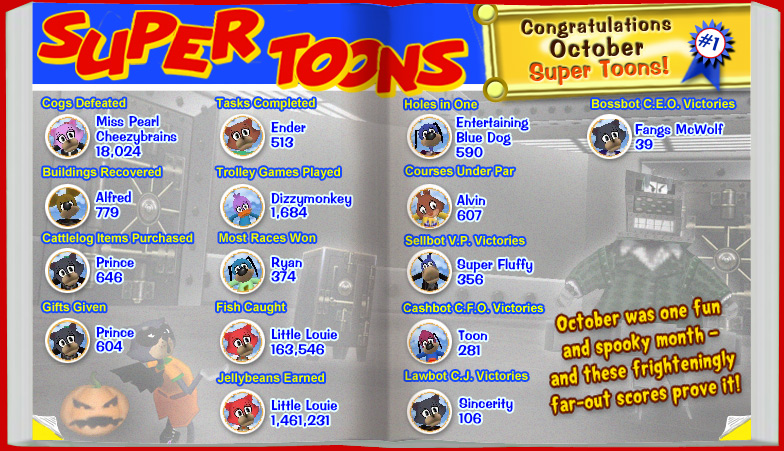 SUPER TOONS
Congratulations
October
Super Toons!
#1
Cogs Defeated
Miss Pearl
Cheezybrains
18,024
Buildings Recovered
Alfred
779
Cattlelog Items Purchased
Prince
646
Gifts Given
Prince
604
Tasks Completed
Ender
513
Trolley Games Played
Dizzymonkey
1,684
Most Races Won
Ryan
374
Fish Caught
Little Louie
163,546
Jellybeans Earned
Little Louie
1,461,231
Holes in One
Entertaining
Blue Dog
590
Courses Under Par
Alvin
607
Sellbot V.P. Victories
Super Fluffy
356
Cashbot C.F.O. Victories
Toon
281
Lawbot C.J. Victories
Sincerity
106
Bossbot C.E.O. Victories
Fangs McWolf
39
October was one fun
and spooky month –
and these frighteningly
far-out scores prove it!